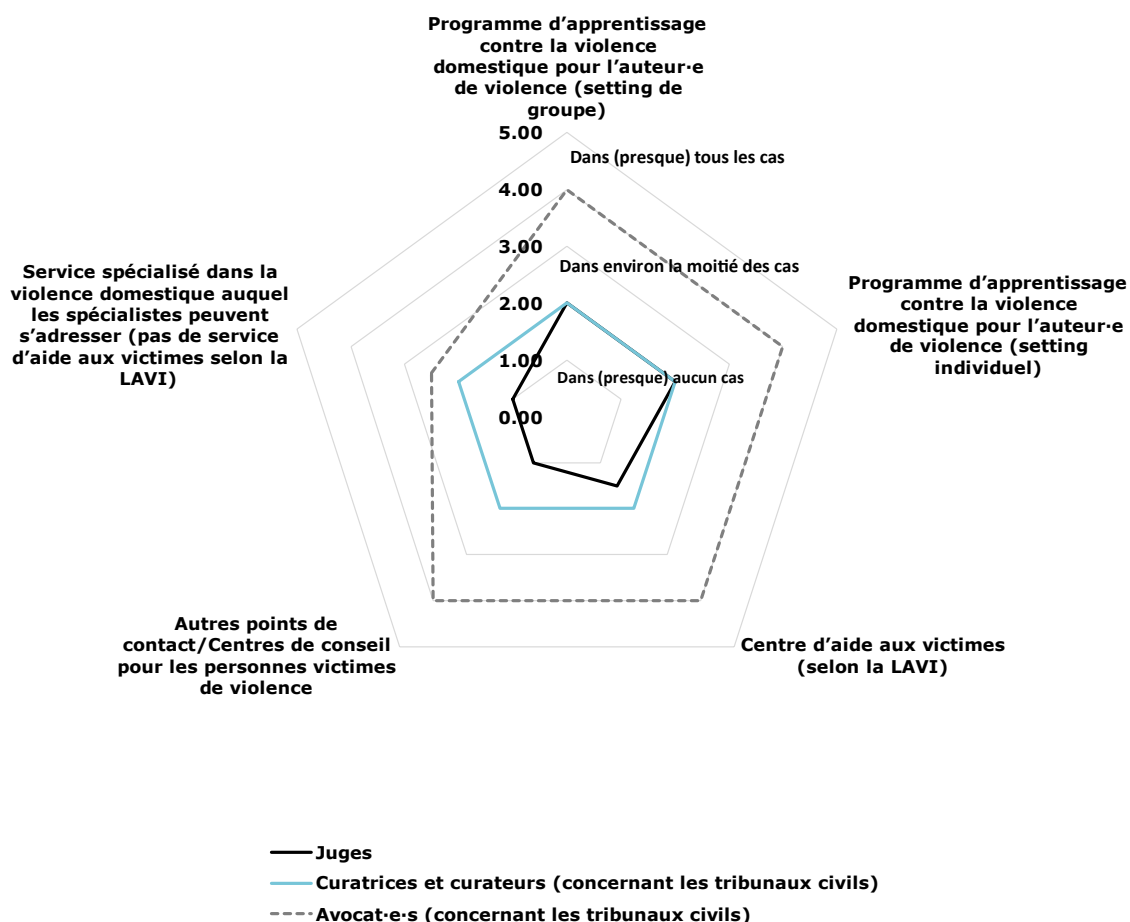 Programme d'apprentissage
contre la violence
domestique pour l'auteur·e
de violence (setting de
groupe)
5.00
Dans (presque) tous les cas
4.00
3.00
Dans environ la moitié des cas
2.00
1.00
Dans (presque) aucun cas
0.00
Programme d'apprentissage
contre la violence
domestique pour l'auteur·e
de violence (setting
individuel)
Centre d'aide aux victimes
(selon la LAVI)
Autres points de
contact/Centres de conseil
pour les personnes victimes
de violence
Service spécialisé dans la
violence domestique auquel
les spécialistes peuvent
s'adresser (pas de service
d'aide aux victimes selon la
LAVI)
Juges
Curatrices et curateurs (concernant les tribunaux civils)
Avocat·e·s (concernant les tribunaux civils)